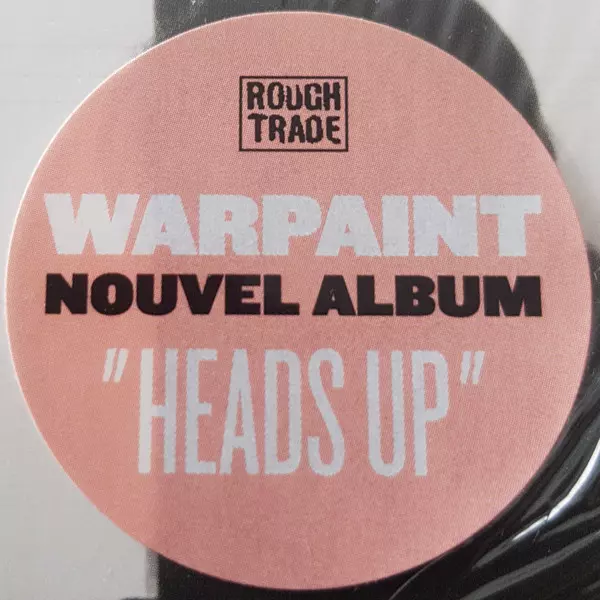 ROUGH
TRADE
WARPAINT
NOUVEL ALBUM
"HEADS UP"